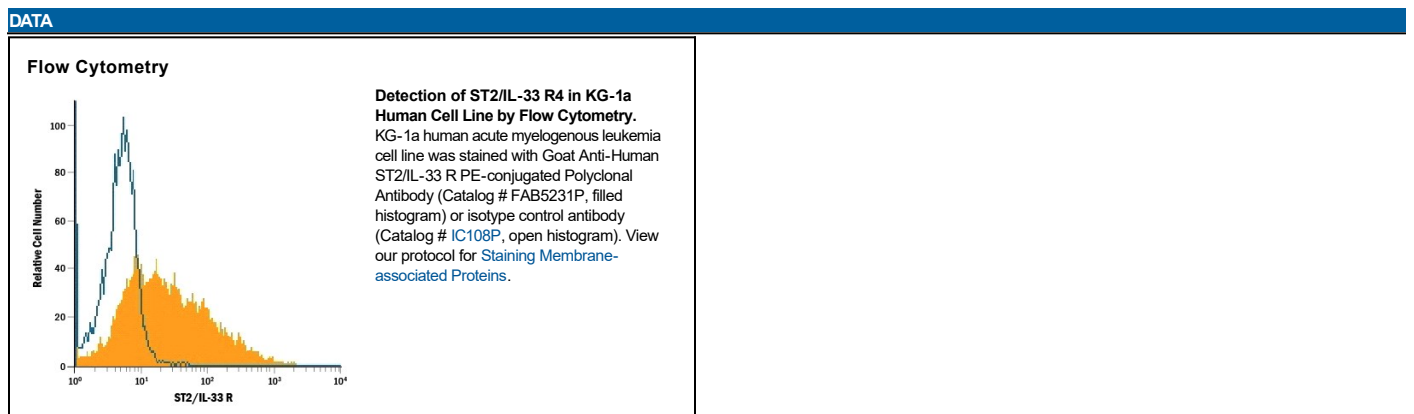 DATA
Flow Cytometry
Detection of ST2/IL-33 R4 in KG-1a
Human Cell Line by Flow Cytometry.
KG-1a human acute myelogenous leukemia
cell line was stained with Goat Anti-Human
ST2/IL-33 R PE-conjugated Polyclonal
Antibody (Catalog # FAB5231P, filled
histogram) or isotype control antibody
(Catalog # IC108P, open histogram). View
our protocol for Staining Membrane-
associated Proteins.
Relative Cell Number
100
80
60
40
20
0
10⁰ 10¹ 10² 10³ 10⁴
ST2/IL-33 R